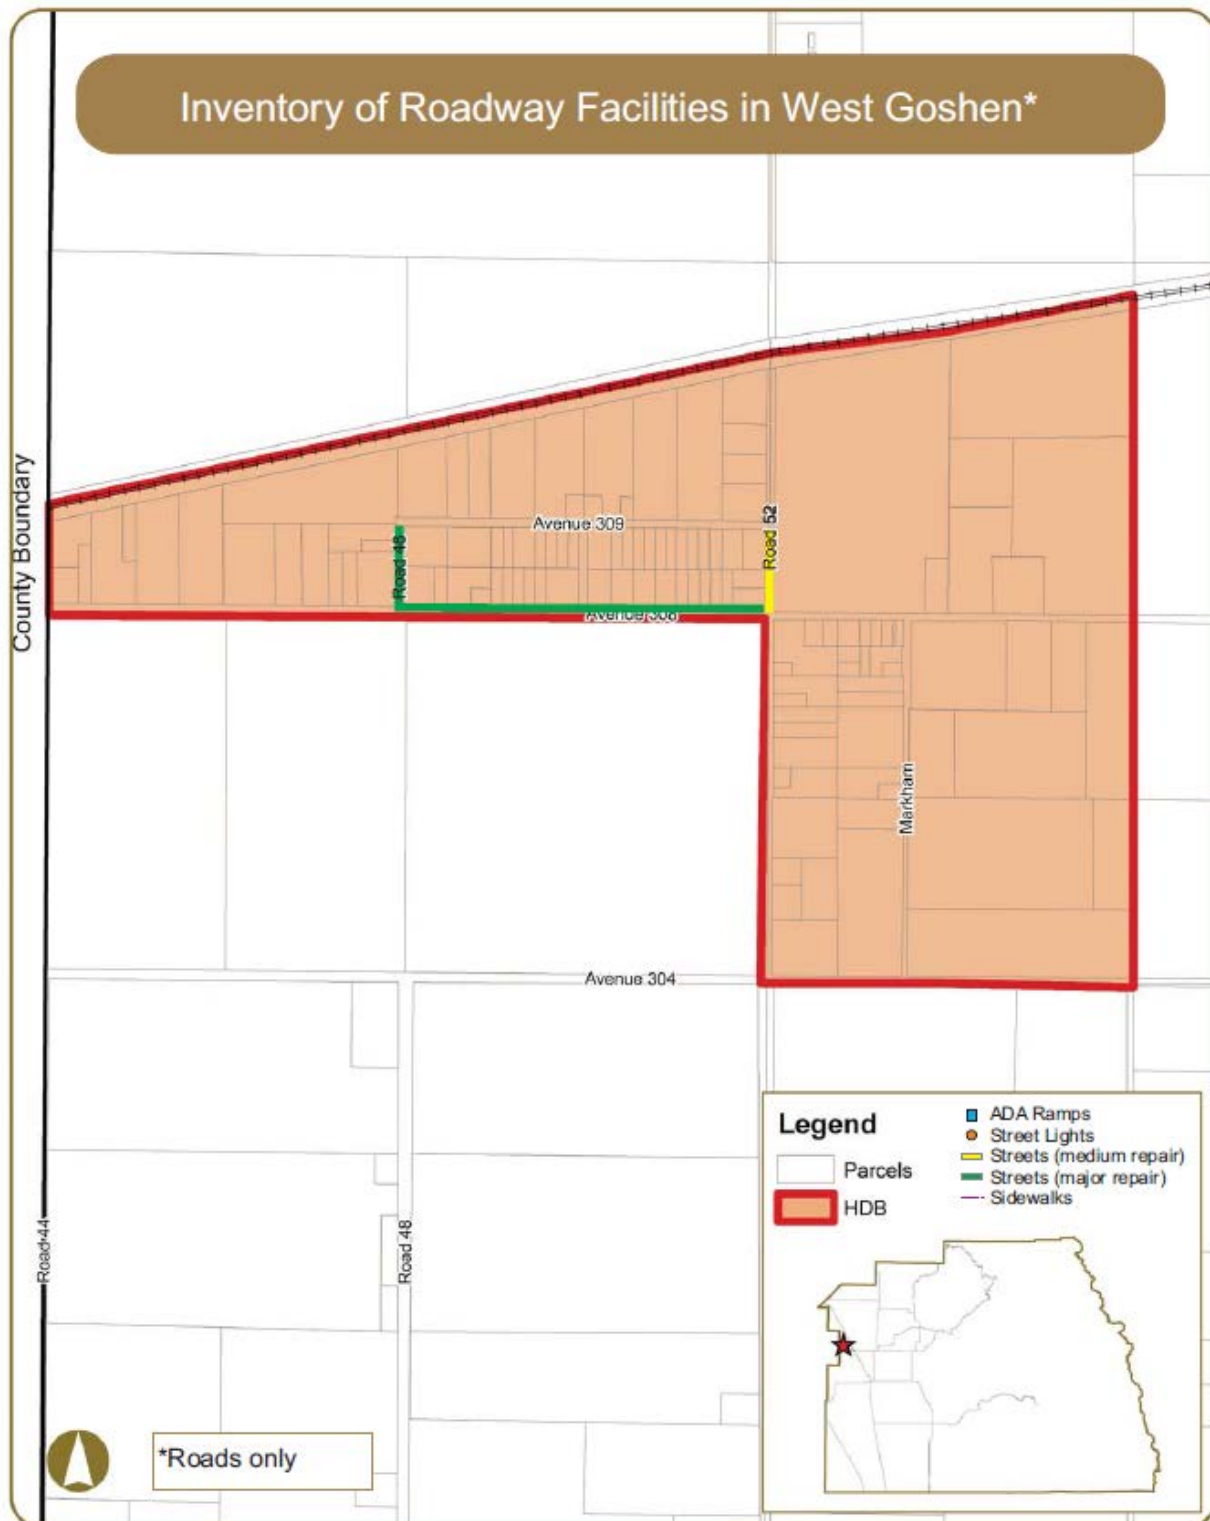 Inventory of Roadway Facilities in West Goshen*
County Boundary
Avenue 309
Road 52
Road 48
Avenue 308
Markham
Avenue 304
Road 44
Road 48
Legend
Parcels
HDB
ADA Ramps
Street Lights
Streets (medium repair)
Streets (major repair)
Sidewalks
*Roads only